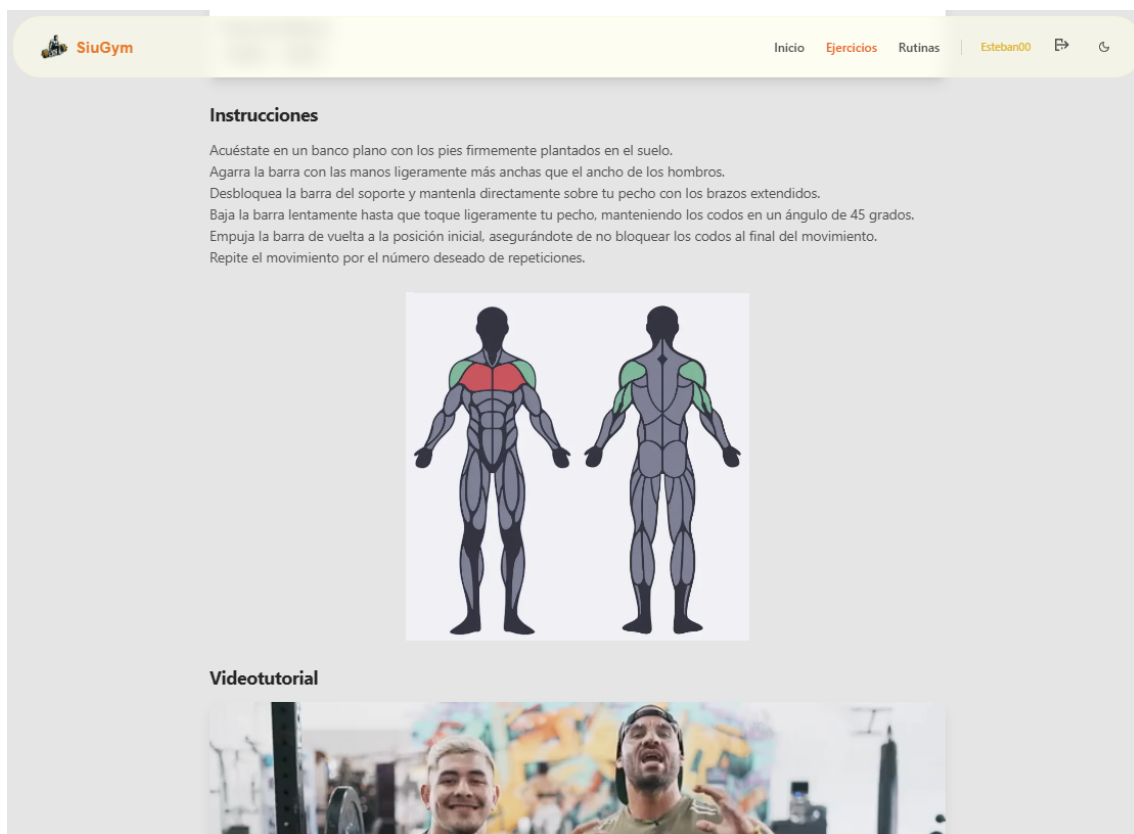 SiuGym
Inicio Ejercicios Rutinas Esteban00
Instrucciones
Acuéstate en un banco plano con los pies firmemente plantados en el suelo.
Agarra la barra con las manos ligeramente más anchas que el ancho de los hombros.
Desbloquea la barra del soporte y mantenla directamente sobre tu pecho con los brazos extendidos.
Baja la barra lentamente hasta que toque ligeramente tu pecho, manteniendo los codos en un ángulo de 45 grados.
Empuja la barra de vuelta a la posición inicial, asegurándote de no bloquear los codos al final del movimiento.
Repite el movimiento por el número deseado de repeticiones.
Videotutorial